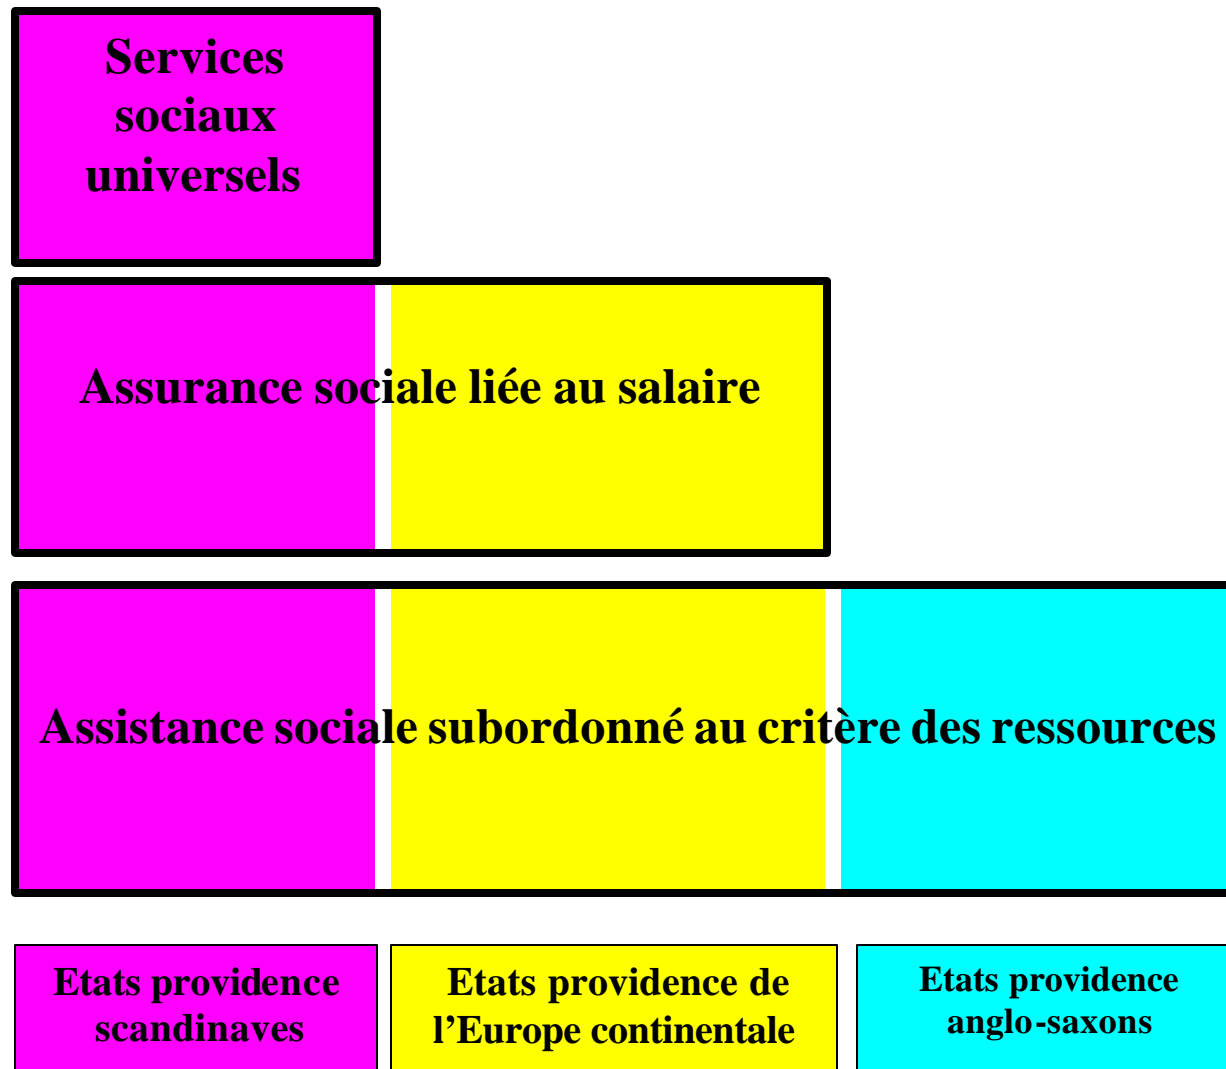 Services
sociaux
universels
Assurance sociale liée au salaire
Assistance sociale subordonné au critère des ressources
Etats providence
scandinaves
Etats providence de
l’Europe continentale
Etats providence
anglo-saxons